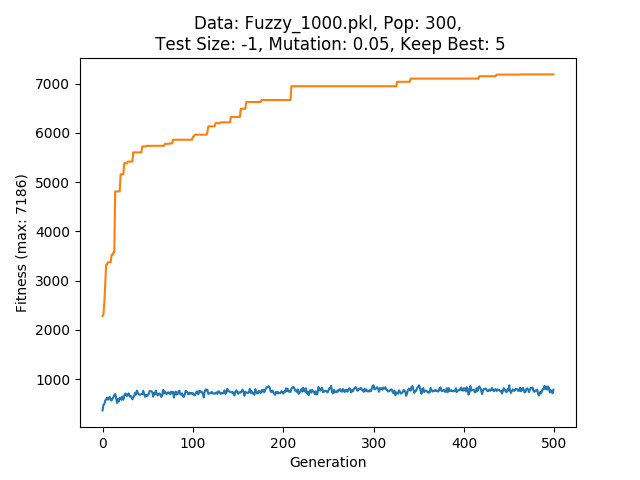 Data: Fuzzy_1000.pkl, Pop: 300,
Test Size: -1, Mutation: 0.05, Keep Best: 5
Fitness (max: 7186)
7000
6000
5000
4000
3000
2000
1000
0 100 200 300 400 500
Generation